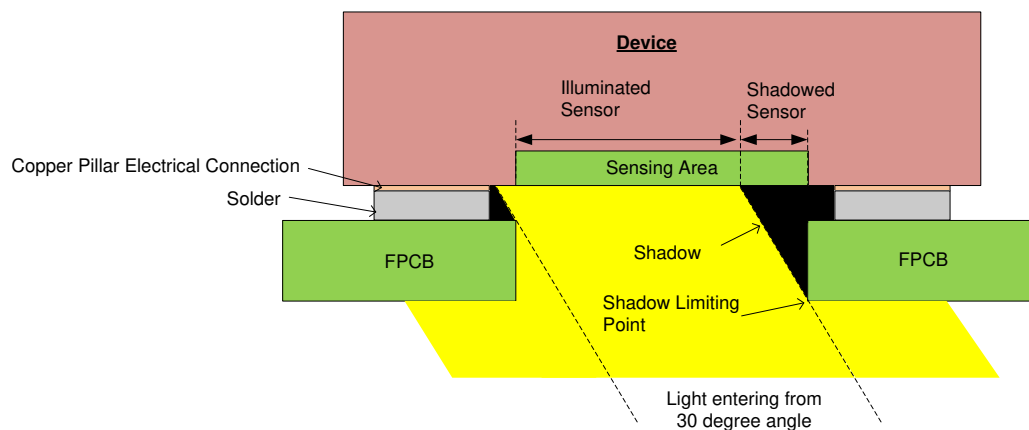 Device
Illuminated
Sensor
Shadowed
Sensor
Copper Pillar Electrical Connection
Sensing Area
Solder
FPCB
Shadow
FPCB
Shadow Limiting
Point
Light entering from
30 degree angle